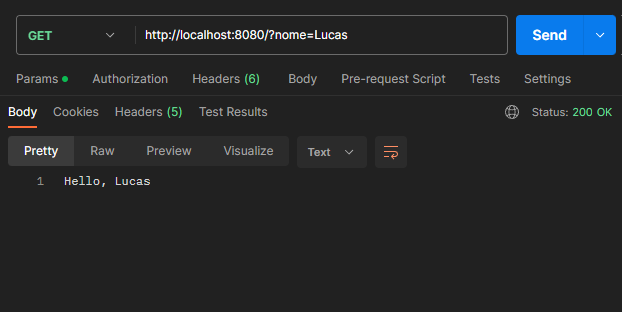 GET http://localhost:8080/?nome=Lucas Send
Params Authorization Headers (6) Body Pre-request Script Tests Settings
Body Cookies Headers (5) Test Results Status: 200 OK
Pretty Raw Preview Visualize Text
1 Hello, Lucas